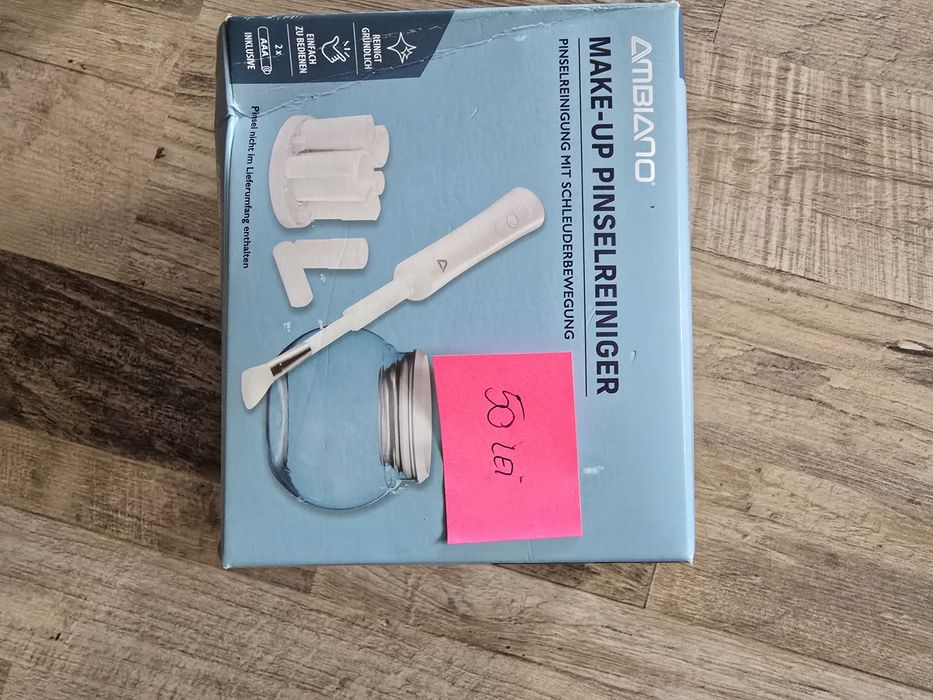 AMBIANO
MAKE-UP PINSELREINIGER
PINSELREINIGUNG MIT SCHLEUDERBEWEGUNG
REINIGT
GRÜNDLICH
EINFACH
ZU BEDIENEN
AAA
2 x
INKLUSIVE
Pinsel nicht im Lieferumfang enthalten
50 LEI